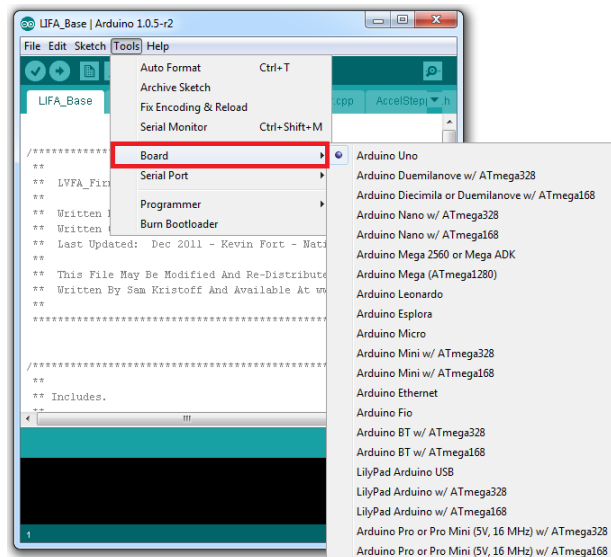 LIFA_Base | Arduino 1.0.5-r2
File Edit Sketch Tools Help
Auto Format Ctrl+T
Archive Sketch
Fix Encoding & Reload
Serial Monitor Ctrl+Shift+M
Board
Serial Port
Programmer
Burn Bootloader
LIFA_Base .cpp AccelStep .h
/************
**
** LVFA_Fir
**
** Written
** Written
** Last Updated: Dec 2011 - Kevin Fort - Nati
**
** This File May Be Modified And Re-Distribute
** Written By Sam Kristoff And Available At
**
**********************************************
/*********************************************
**
** Includes.
**
1
Arduino Uno
Arduino Duemilanove w/ ATmega328
Arduino Diecimila or Duemilanove w/ ATmega168
Arduino Nano w/ ATmega328
Arduino Nano w/ ATmega168
Arduino Mega 2560 or Mega ADK
Arduino Mega (ATmega1280)
Arduino Leonardo
Arduino Esplora
Arduino Micro
Arduino Mini w/ ATmega328
Arduino Mini w/ ATmega168
Arduino Ethernet
Arduino Fio
Arduino BT w/ ATmega328
Arduino BT w/ ATmega168
LilyPad Arduino USB
LilyPad Arduino w/ ATmega328
LilyPad Arduino w/ ATmega168
Arduino Pro or Pro Mini (5V, 16 MHz) w/ ATmega328
Arduino Pro or Pro Mini (5V, 16 MHz) w/ ATmega168